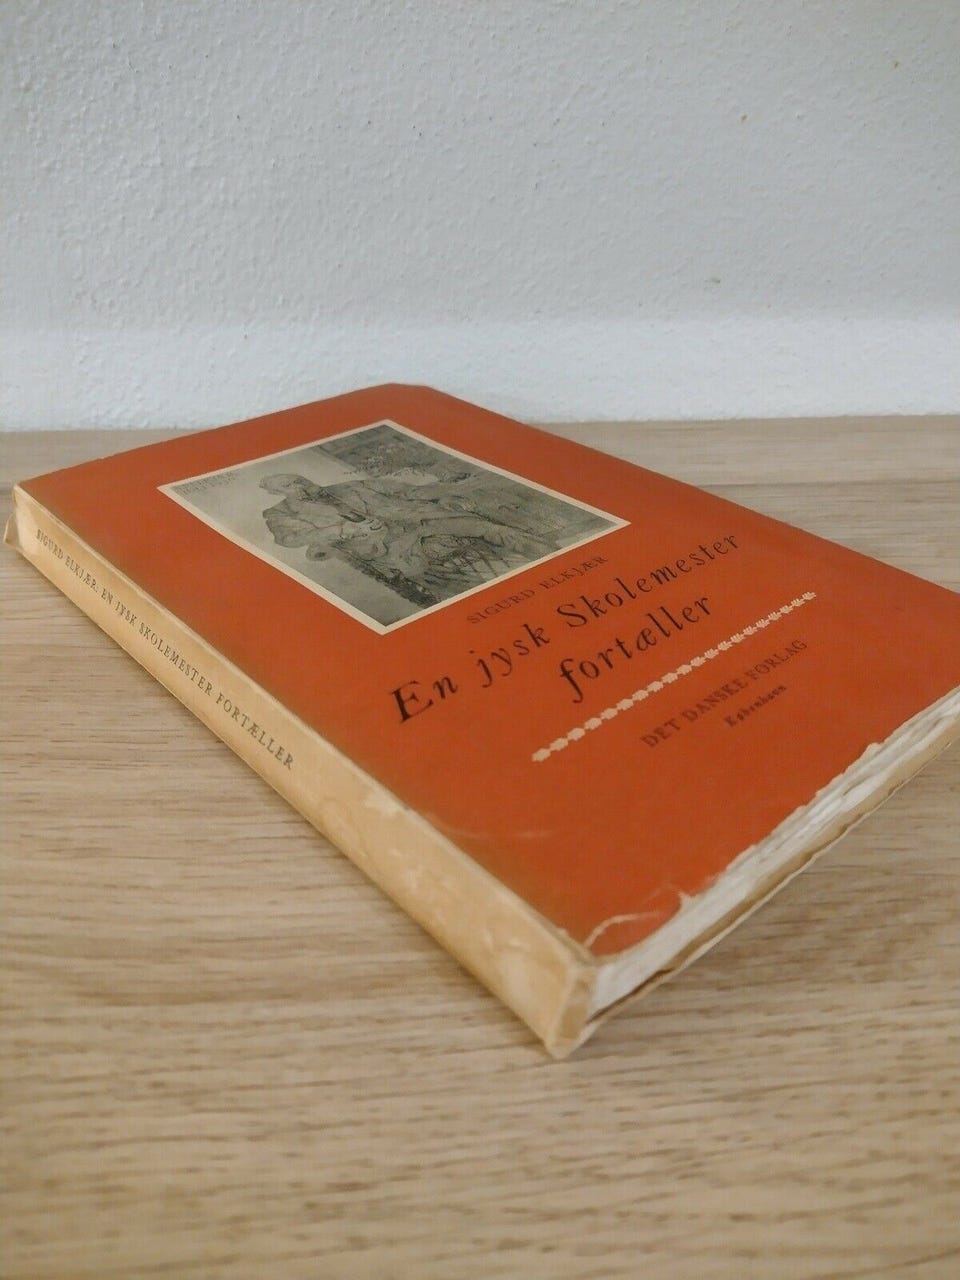 SIGURD ELKJÆR
En jysk Skolemester
fortæller
DET DANSKE FORLAG
København
SIGURD ELKJÆR: EN JYSK SKOLEMESTER FORTÆLLER